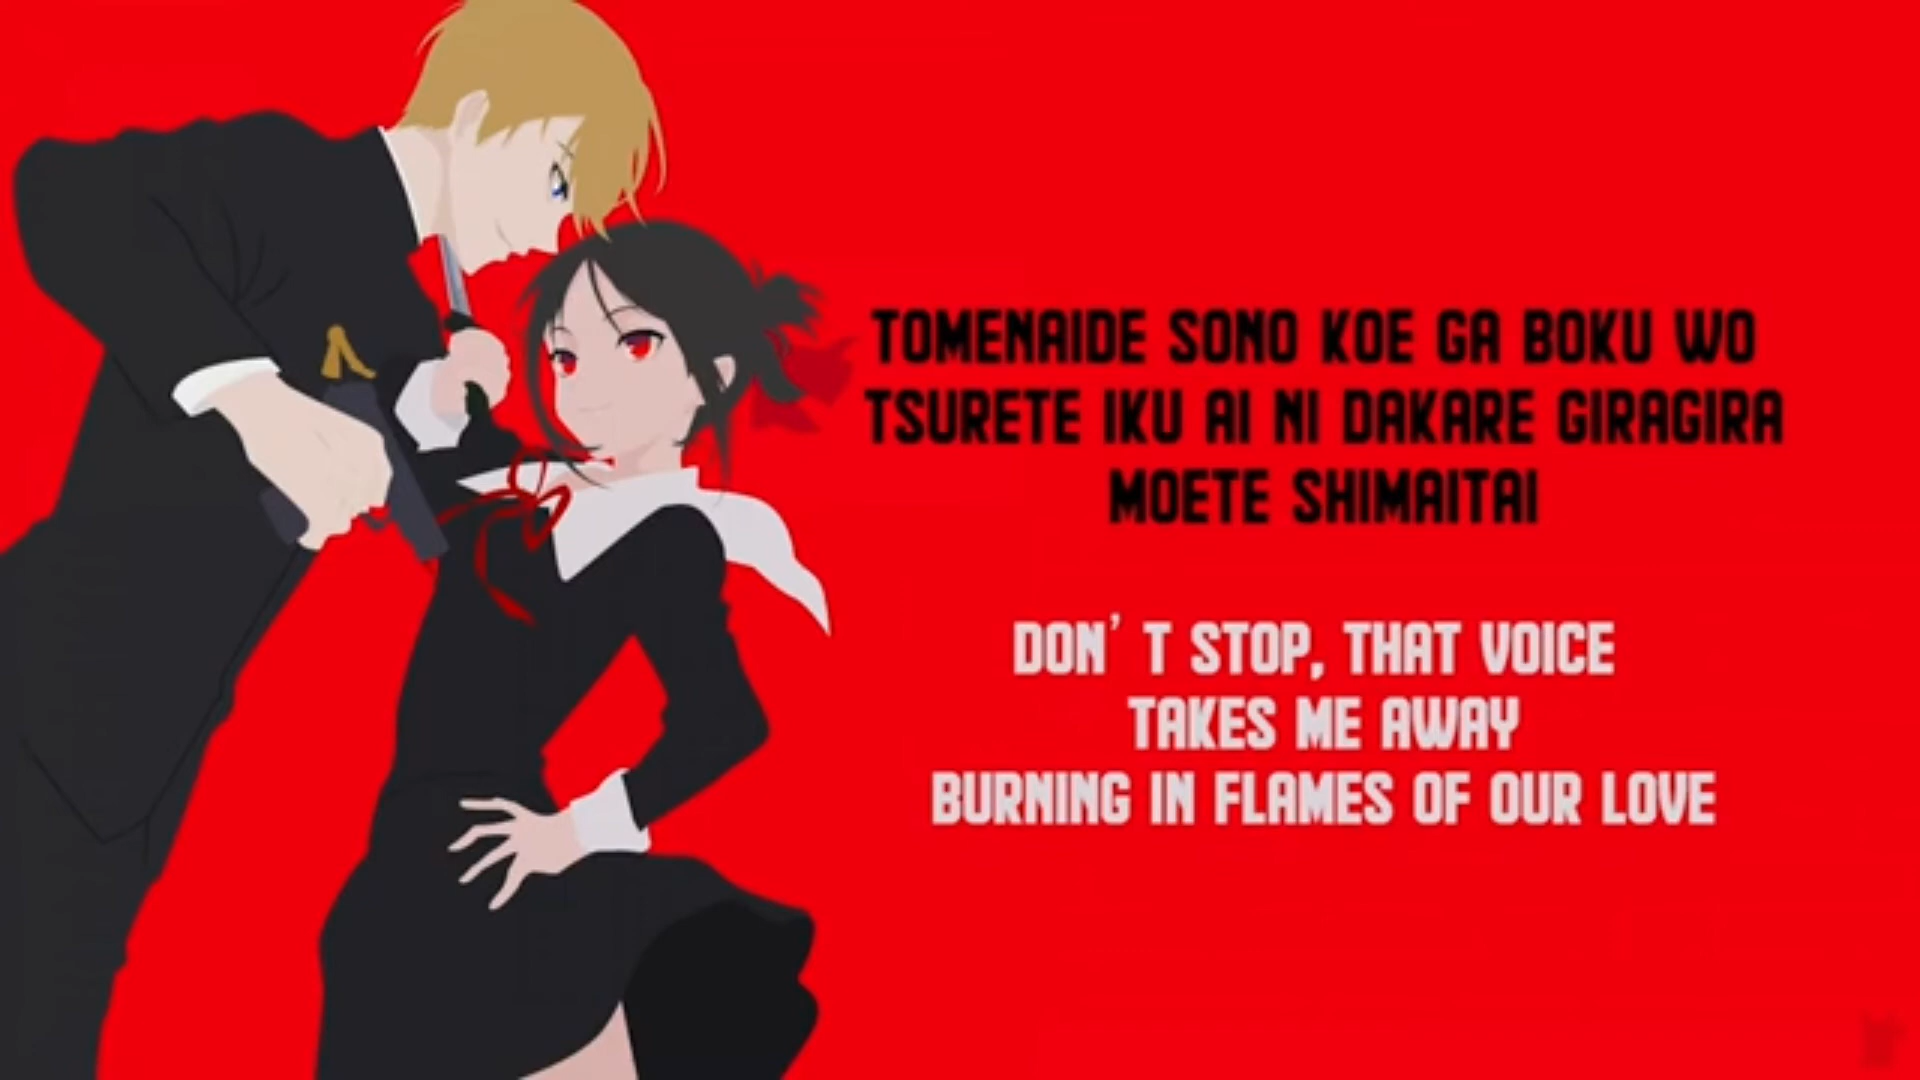 TOMENAIDE SONO KOE GA BOKU WO
TSURETE IKU AI NI DAKARE GIRAGIRA
MOETE SHIMAITAI
DON'T STOP, THAT VOICE
TAKES ME AWAY
BURNING IN FLAMES OF OUR LOVE